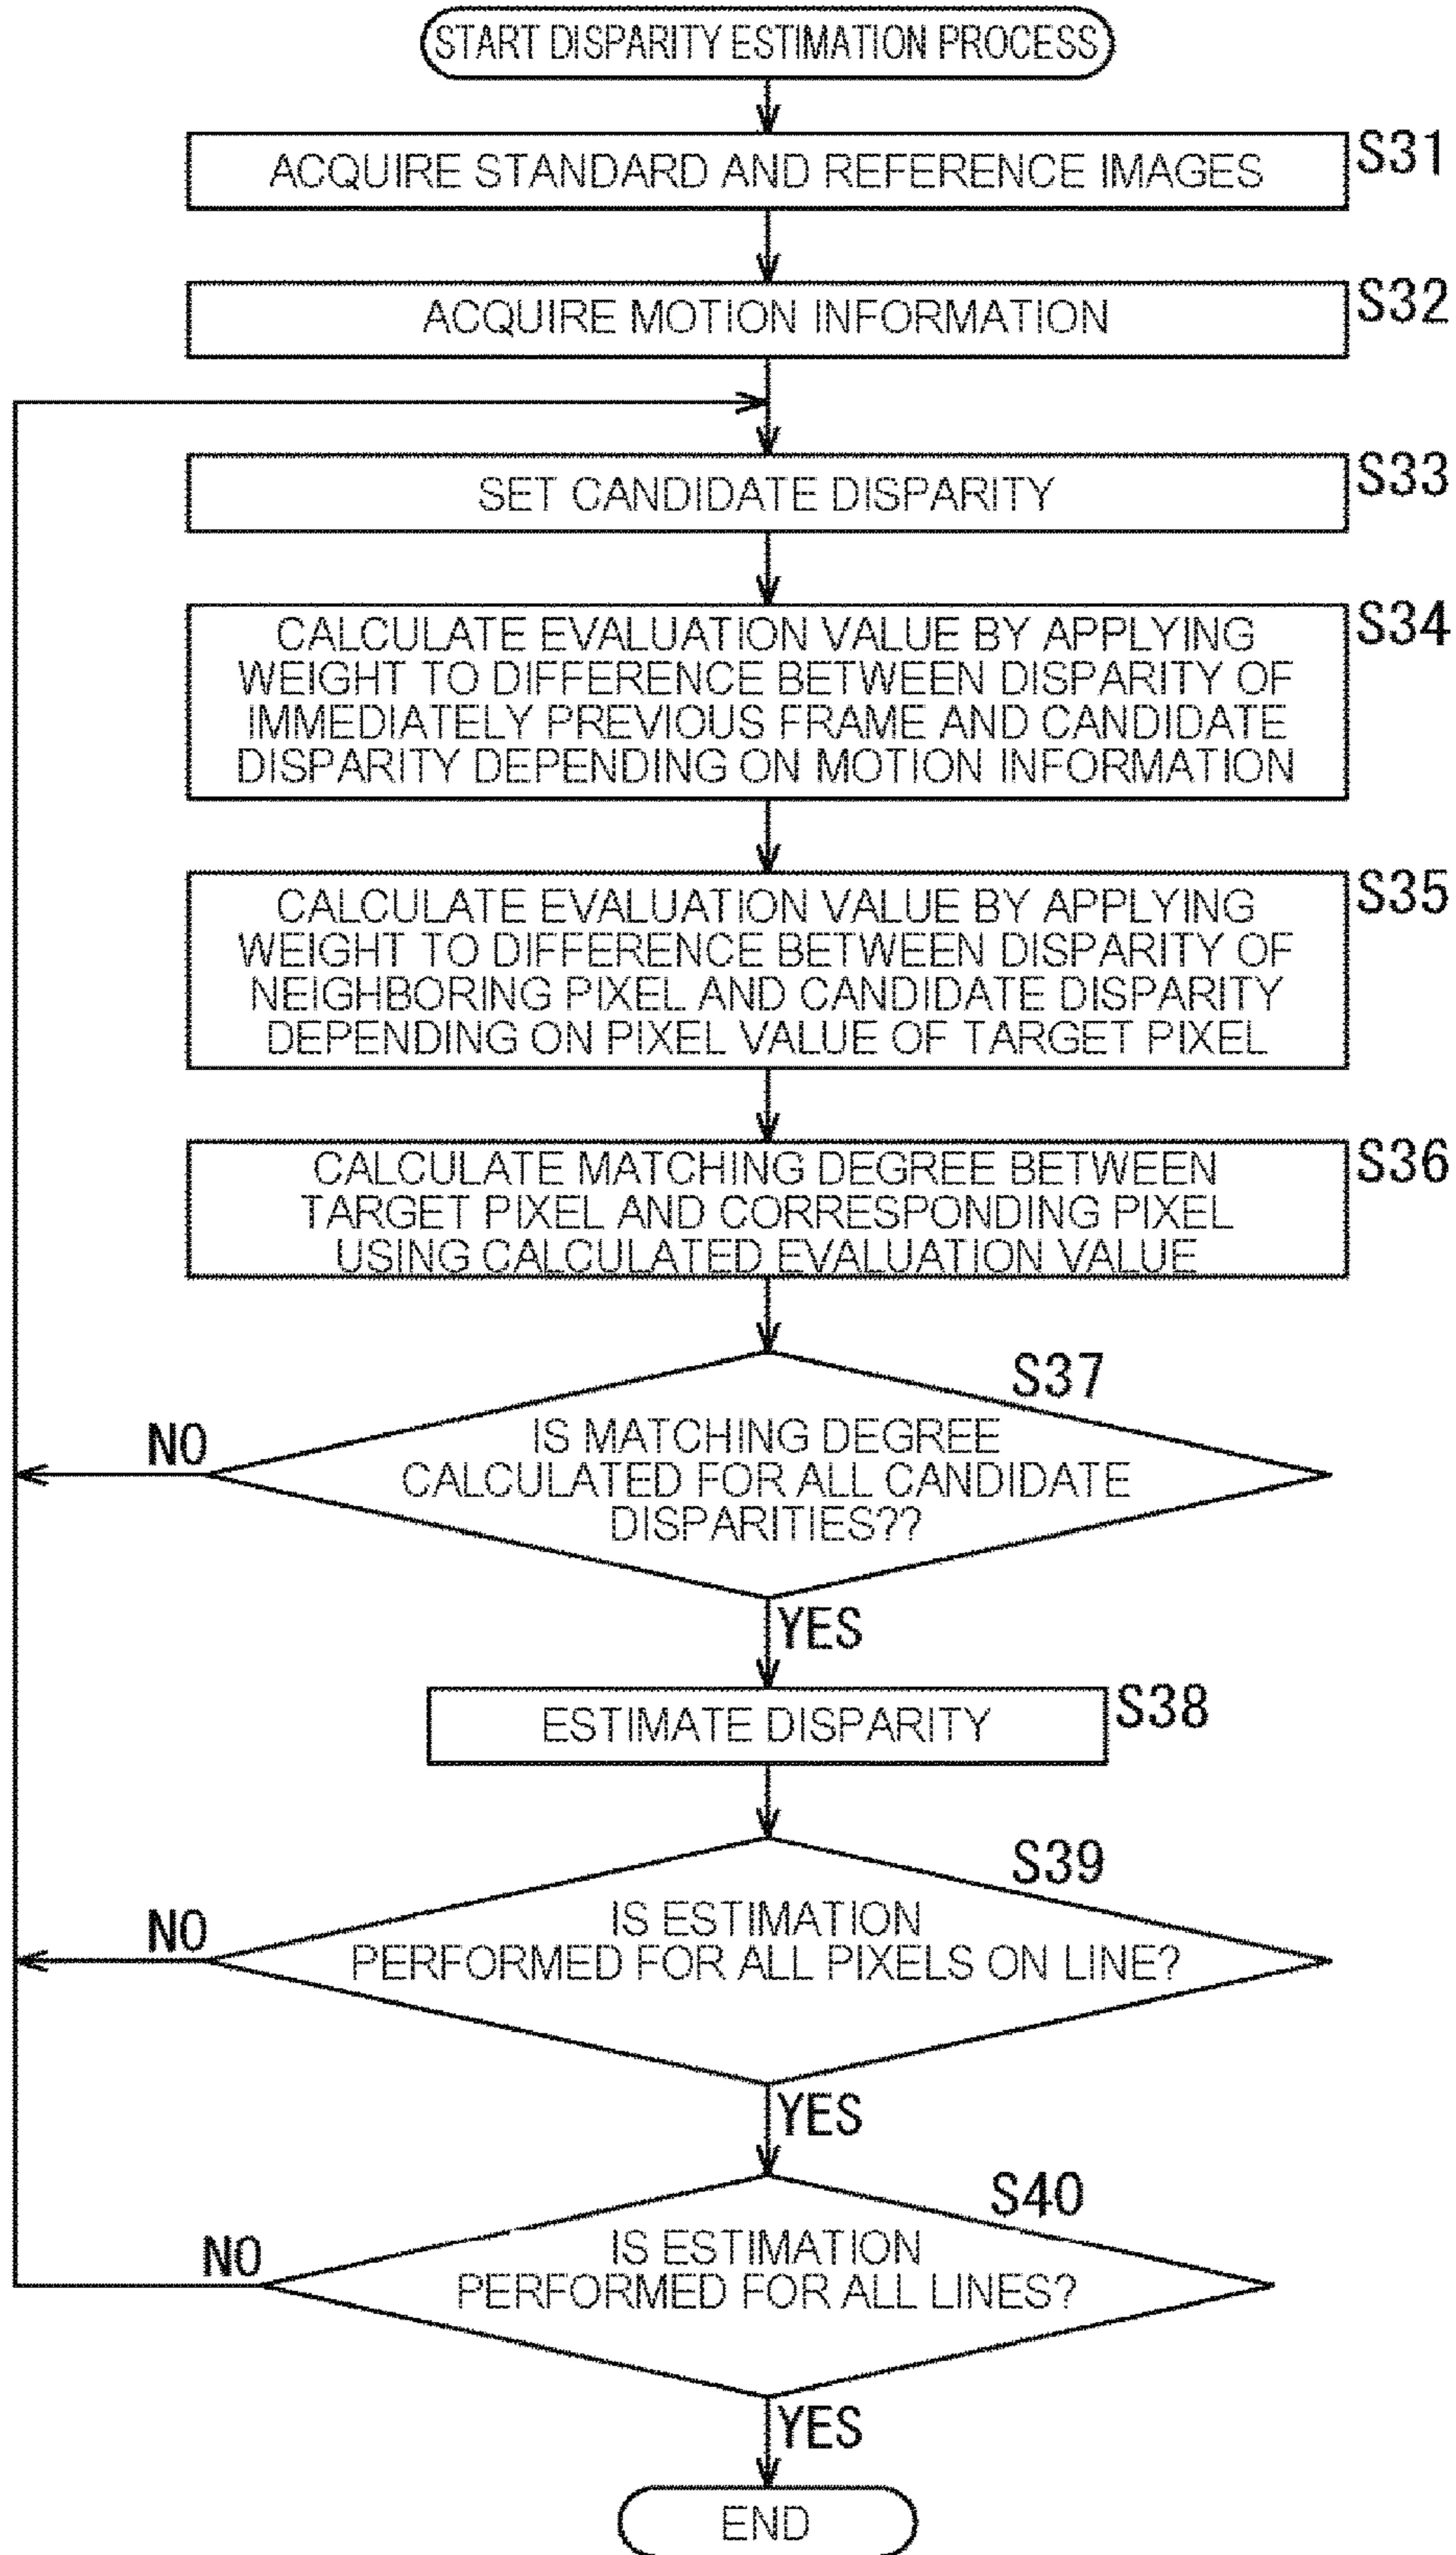 START DISPARITY ESTIMATION PROCESS
ACQUIRE STANDARD AND REFERENCE IMAGES
S31
ACQUIRE MOTION INFORMATION
S32
SET CANDIDATE DISPARITY
S33
CALCULATE EVALUATION VALUE BY APPLYING
WEIGHT TO DIFFERENCE BETWEEN DISPARITY OF
IMMEDIATELY PREVIOUS FRAME AND CANDIDATE
DISPARITY DEPENDING ON MOTION INFORMATION
S34
CALCULATE EVALUATION VALUE BY APPLYING
WEIGHT TO DIFFERENCE BETWEEN DISPARITY OF
NEIGHBORING PIXEL AND CANDIDATE DISPARITY
DEPENDING ON PIXEL VALUE OF TARGET PIXEL
S35
CALCULATE MATCHING DEGREE BETWEEN
TARGET PIXEL AND CORRESPONDING PIXEL
USING CALCULATED EVALUATION VALUE
S36
S37
IS MATCHING DEGREE
CALCULATED FOR ALL CANDIDATE
DISPARITIES??
NO
YES
ESTIMATE DISPARITY
S38
S39
IS ESTIMATION
PERFORMED FOR ALL PIXELS ON LINE?
NO
YES
S40
IS ESTIMATION
PERFORMED FOR ALL LINES?
NO
YES
END